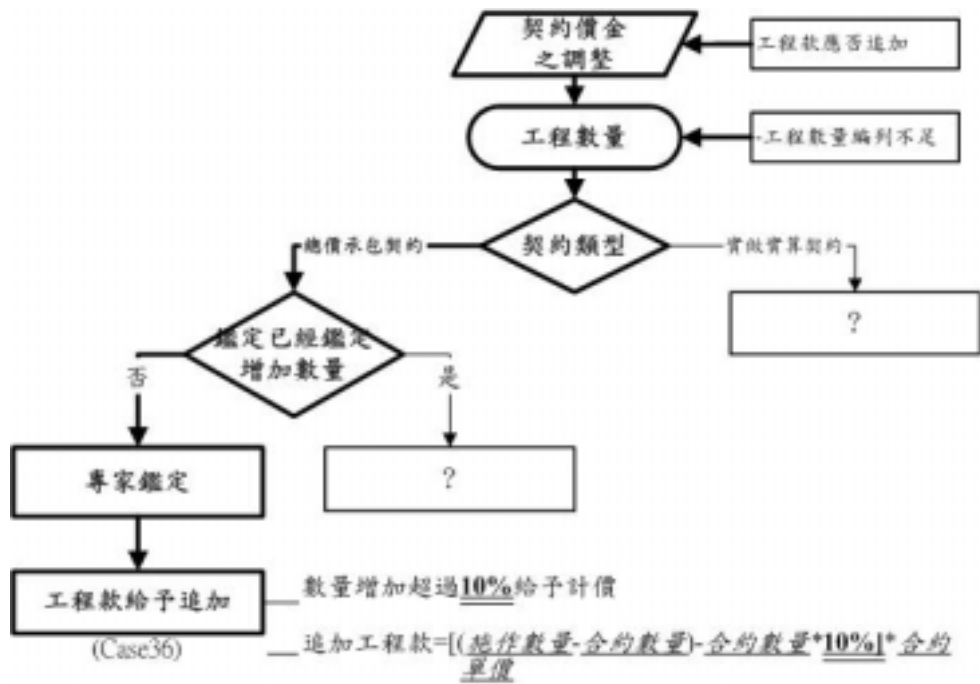 契約價金
之調整
工程款應否追加
工程數量
-工程數量編列不足
契約類型
總價承包契約
實做實算契約
?
鑑定已經鑑定
增加數量
否
是
專家鑑定
?
工程款給予追加
(Case36)
數量增加超過10%給予計價
追加工程款=[(施作數量-合約數量)-合約數量*10%]*合約
單價